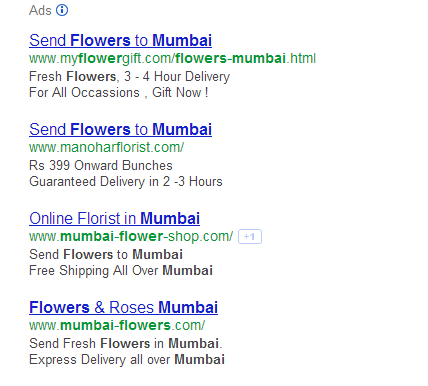 Ads
Send Flowers to Mumbai
www.myflowergift.com/flowers-mumbai.html
Fresh Flowers, 3 - 4 Hour Delivery
For All Occassions , Gift Now !
Send Flowers to Mumbai
www.manoharflorist.com/
Rs 399 Onward Bunches
Guaranteed Delivery in 2 -3 Hours
Online Florist in Mumbai
www.mumbai-flower-shop.com/ +1
Send Flowers to Mumbai
Free Shipping All Over Mumbai
Flowers & Roses Mumbai
www.mumbai-flowers.com/
Send Fresh Flowers in Mumbai.
Express Delivery all over Mumbai